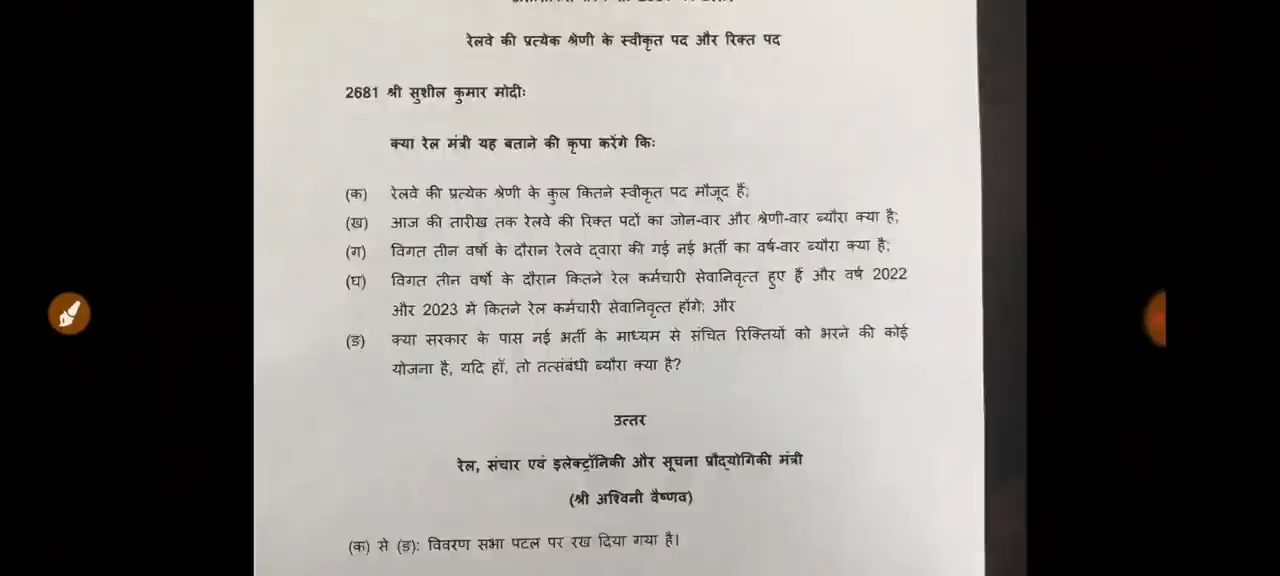 रेलवे की प्रत्येक श्रेणी के स्वीकृत पद और रिक्त पद
2681 श्री सुशील कुमार मोदीः
क्या रेल मंत्री यह बताने की कृपा करेंगे किः
(क) रेलवे की प्रत्येक श्रेणी के कुल कितने स्वीकृत पद मौजूद हैं;
(ख) आज की तारीख तक रेलवे की रिक्त पदों का जोन-वार और श्रेणी-वार ब्यौरा क्या है;
(ग) विगत तीन वर्षों के दौरान रेलवे द्वारा की गई नई भर्ती का वर्ष-वार ब्यौरा क्या है;
(घ) विगत तीन वर्षों के दौरान कितने रेल कर्मचारी सेवानिवृत्त हुए हैं और वर्ष 2022
और 2023 में कितने रेल कर्मचारी सेवानिवृत्त होंगे; और
(ङ) क्या सरकार के पास नई भर्ती के माध्यम से संचित रिक्तियों को भरने की कोई
योजना है, यदि हॉ, तो तत्संबंधी ब्यौरा क्या है?
उत्तर
रेल, संचार एवं इलेक्ट्रॉनिकी और सूचना प्रौद्योगिकी मंत्री
(श्री अश्विनी वैष्णव)
(क) से (ङ): विवरण सभा पटल पर रख दिया गया है।